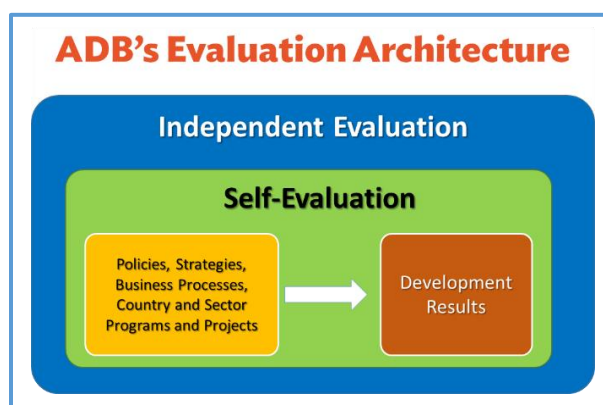 ADB’s Evaluation Architecture
Independent Evaluation
Self-Evaluation
Policies, Strategies,
Business Processes,
Country and Sector
Programs and Projects
Development
Results